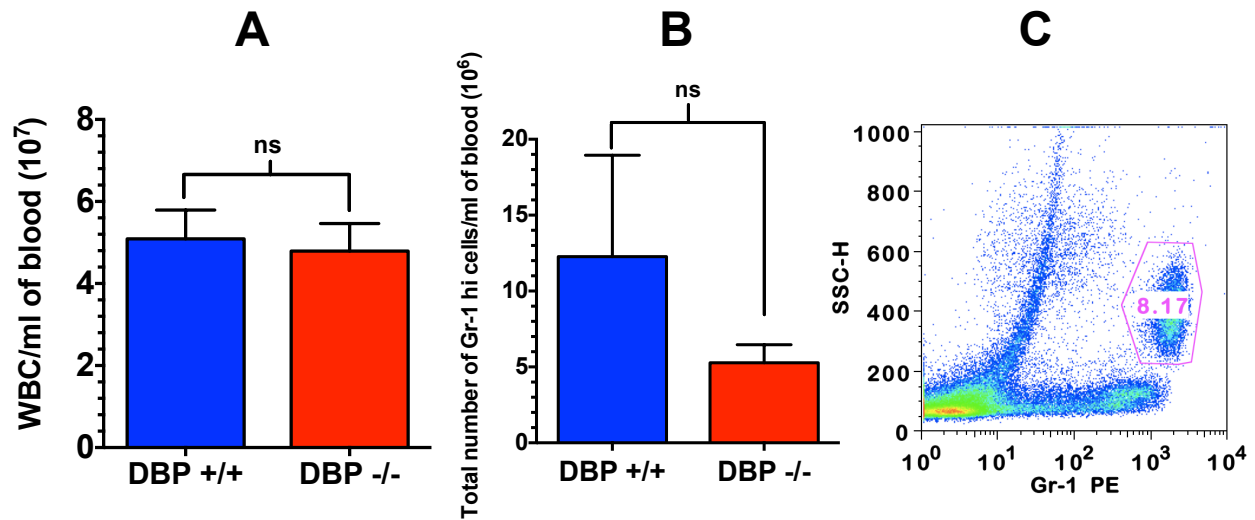 A
WBC/ml of blood (10⁷)
8
6
4
2
0
ns
DBP +/+
DBP -/-
B
Total number of Gr-1 hi cells/ml of blood (10⁶)
20
15
10
5
0
ns
DBP +/+
DBP -/-
C
SSC-H
1000
800
600
400
200
0
8.17
10⁰
10¹
10²
10³
10⁴
Gr-1 PE